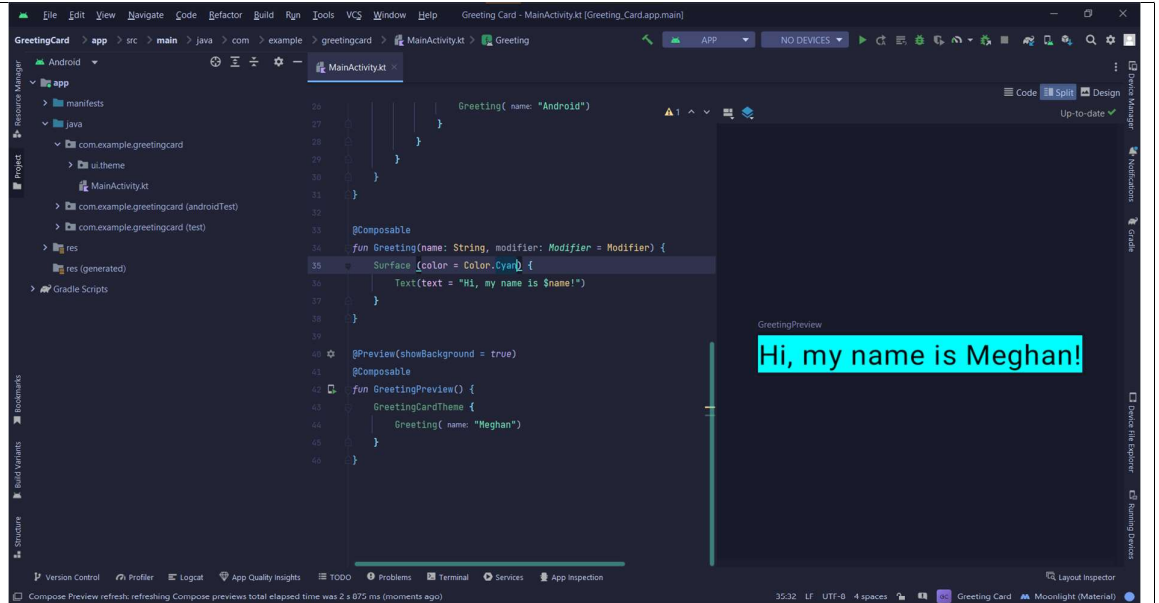 File Edit View Navigate Code Refactor Build Run Tools VCS Window Help Greeting Card - MainActivity.kt [Greeting_Card.app.main]
GreetingCard > app > src > main > java > com > example > greetingcard > MainActivity.kt > Greeting APP NO DEVICES
Android
MainActivity.kt
app
manifests
java
com.example.greetingcard
ui.theme
MainActivity.kt
com.example.greetingcard (androidTest)
com.example.greetingcard (test)
res
res (generated)
Gradle Scripts
Resource Manager
Project
Bookmarks
Build Variants
Structure
Code Split Design
1
Up-to-date
26 Greeting( name: "Android")
27 }
28 }
29 }
30 }
31 }
32
33 @Composable
34 fun Greeting(name: String, modifier: Modifier = Modifier) {
35 Surface (color = Color.Cyan) {
36 Text(text = "Hi, my name is $name!")
37 }
38 }
39
40 @Preview(showBackground = true)
41 @Composable
42 fun GreetingPreview() {
43 GreetingCardTheme {
44 Greeting( name: "Meghan")
45 }
46 }
GreetingPreview
Hi, my name is Meghan!
Device Manager
Notifications
Gradle
Device File Explorer
Running Devices
Version Control Profiler Logcat App Quality Insights TODO Problems Terminal Services App Inspection Layout Inspector
Compose Preview refresh: refreshing Compose previews total elapsed time was 2 s 875 ms (moments ago) 35:32 LF UTF-8 4 spaces GC Greeting Card Moonlight (Material)